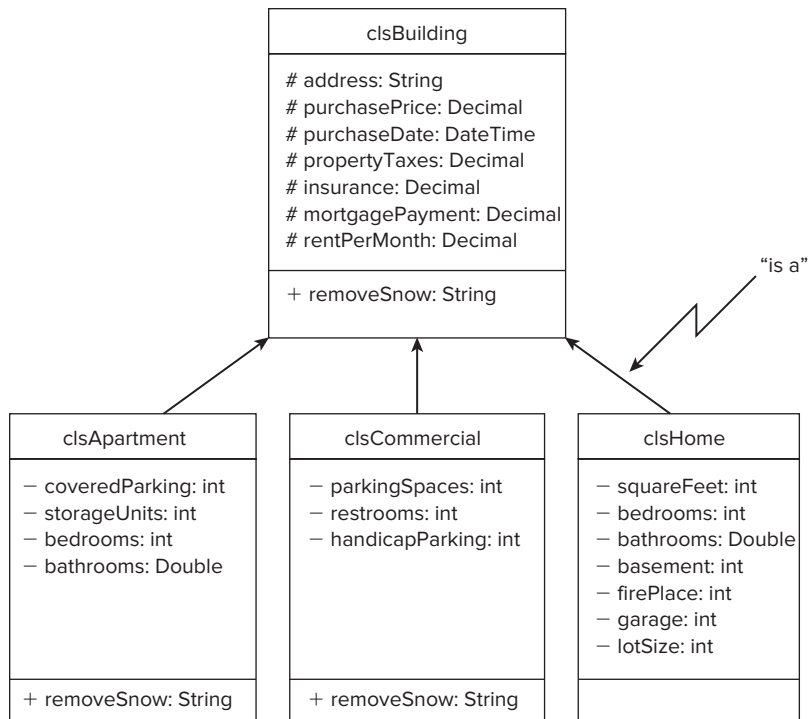 clsBuilding
# address: String
# purchasePrice: Decimal
# purchaseDate: DateTime
# propertyTaxes: Decimal
# insurance: Decimal
# mortgagePayment: Decimal
# rentPerMonth: Decimal
+ removeSnow: String
“is a”
clsApartment
− coveredParking: int
− storageUnits: int
− bedrooms: int
− bathrooms: Double
+ removeSnow: String
clsCommercial
− parkingSpaces: int
− restrooms: int
− handicapParking: int
+ removeSnow: String
clsHome
− squareFeet: int
− bedrooms: int
− bathrooms: Double
− basement: int
− firePlace: int
− garage: int
− lotSize: int